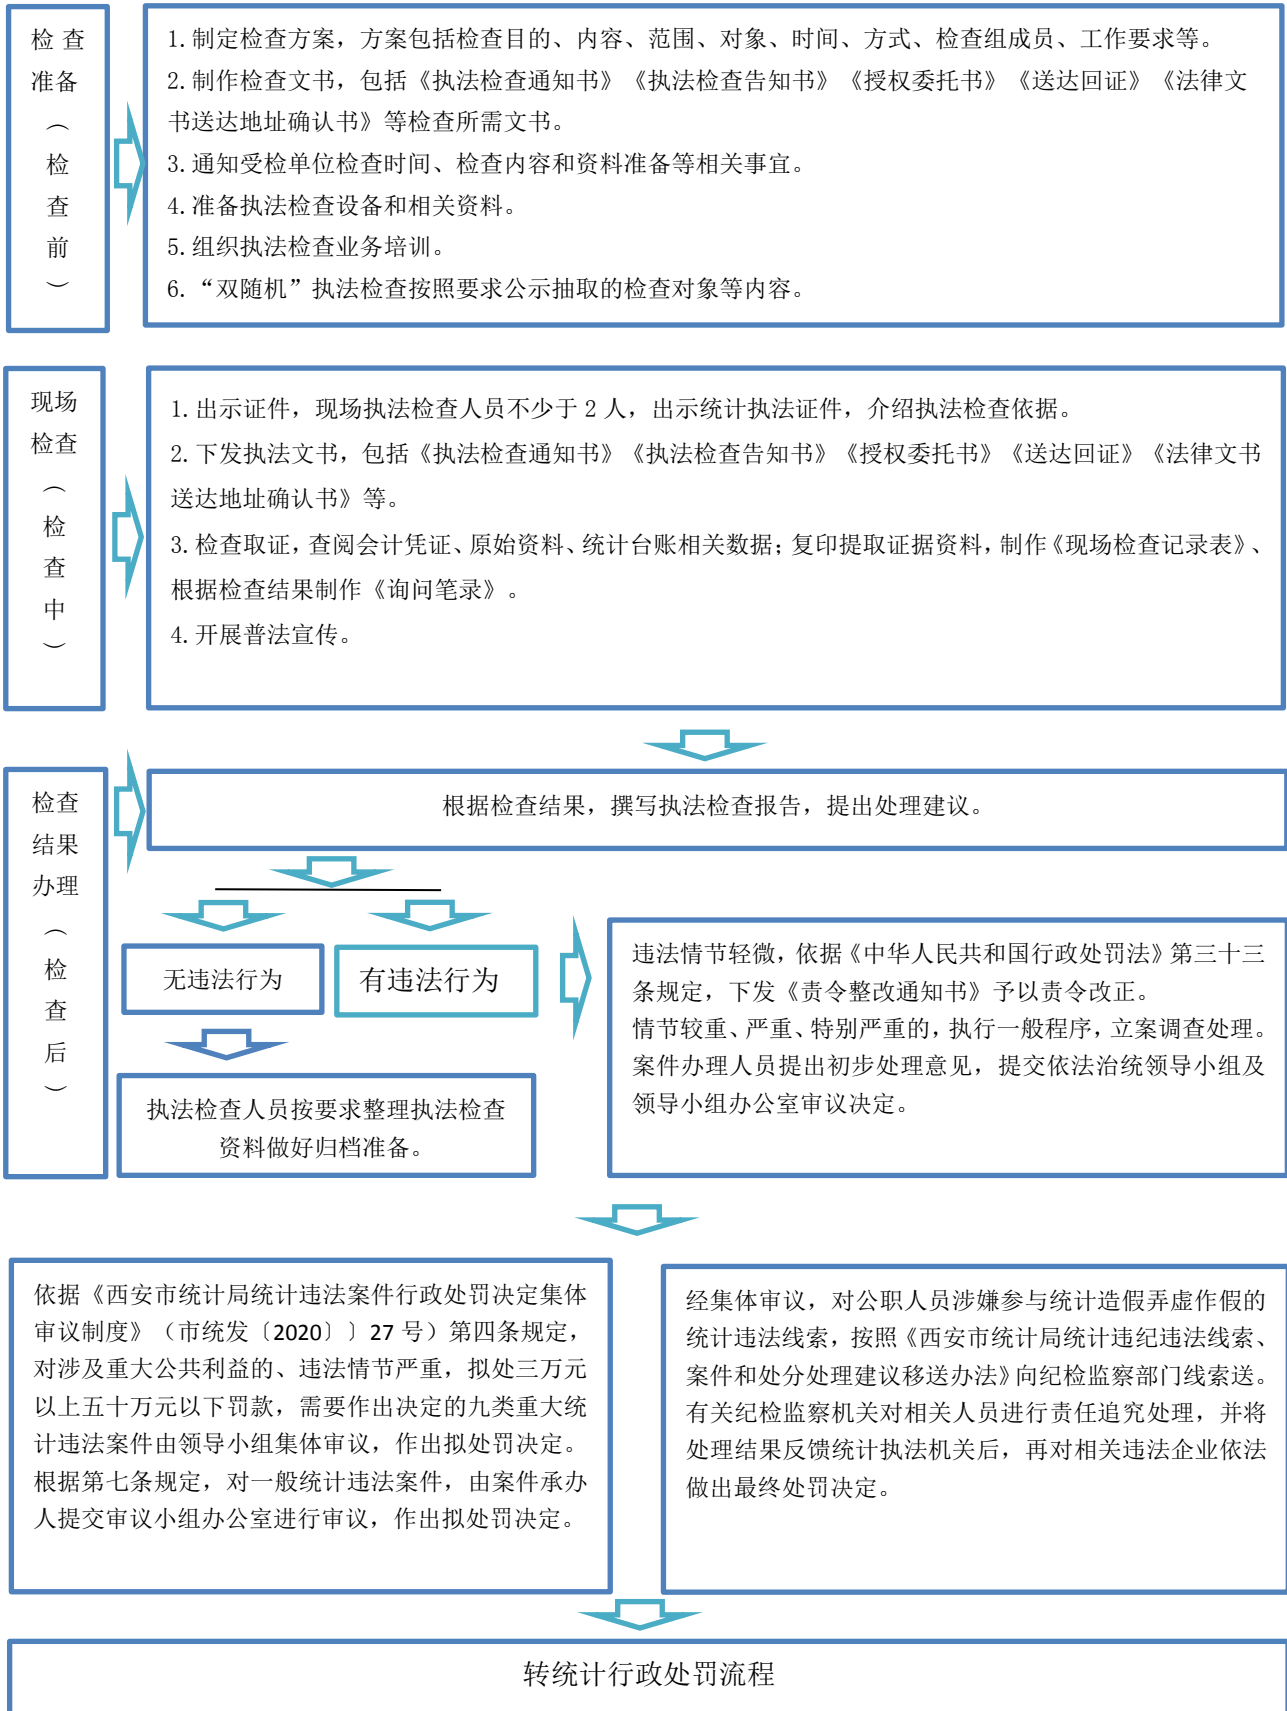 检 查
准备
（
检
查
前
）
1.制定检查方案，方案包括检查目的、内容、范围、对象、时间、方式、检查组成员、工作要求等。
2.制作检查文书，包括《执法检查通知书》《执法检查告知书》《授权委托书》《送达回证》《法律文
书送达地址确认书》等检查所需文书。
3.通知受检单位检查时间、检查内容和资料准备等相关事宜。
4.准备执法检查设备和相关资料。
5.组织执法检查业务培训。
6.“双随机”执法检查按照要求公示抽取的检查对象等内容。
现场
检查
（
检
查
中
）
1.出示证件，现场执法检查人员不少于 2 人，出示统计执法证件，介绍执法检查依据。
2.下发执法文书，包括《执法检查通知书》《执法检查告知书》《授权委托书》《送达回证》《法律文书
送达地址确认书》等。
3.检查取证，查阅会计凭证、原始资料、统计台账相关数据；复印提取证据资料，制作《现场检查记录表》、
根据检查结果制作《询问笔录》。
4.开展普法宣传。
检查
结果
办理
（
检
查
后
）
根据检查结果，撰写执法检查报告，提出处理建议。
无违法行为
有违法行为
执法检查人员按要求整理执法检查
资料做好归档准备。
违法情节轻微，依据《中华人民共和国行政处罚法》第三十三
条规定，下发《责令整改通知书》予以责令改正。
情节较重、严重、特别严重的，执行一般程序，立案调查处理。
案件办理人员提出初步处理意见，提交依法治统领导小组及
领导小组办公室审议决定。
依据《西安市统计局统计违法案件行政处罚决定集体
审议制度》（市统发〔2020〕〕27 号）第四条规定，
对涉及重大公共利益的、违法情节严重，拟处三万元
以上五十万元以下罚款，需要作出决定的九类重大统
计违法案件由领导小组集体审议，作出拟处罚决定。
根据第七条规定，对一般统计违法案件，由案件承办
人提交审议小组办公室进行审议，作出拟处罚决定。
经集体审议，对公职人员涉嫌参与统计造假弄虚作假的
统计违法线索，按照《西安市统计局统计违纪违法线索、
案件和处分处理建议移送办法》向纪检监察部门线索送。
有关纪检监察机关对相关人员进行责任追究处理，并将
处理结果反馈统计执法机关后，再对相关违法企业依法
做出最终处罚决定。
转统计行政处罚流程